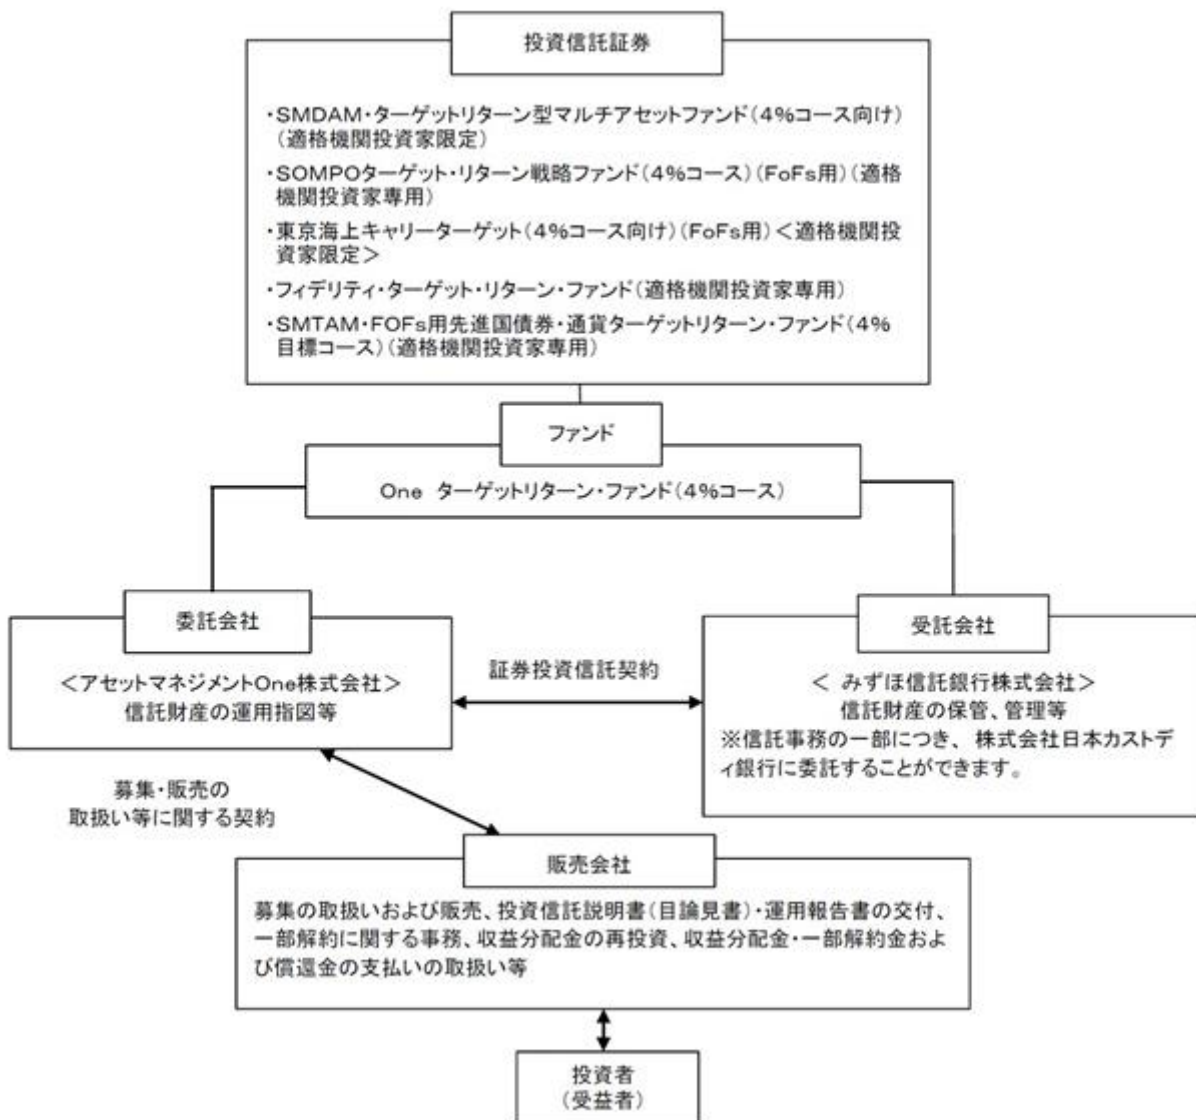 投資信託証券
・SMDAM・ターゲットリターン型マルチアセットファンド(4%コース向け)
(適格機関投資家限定)
・SOMPOターゲット・リターン戦略ファンド(4%コース)(FoFs用)(適格
機関投資家専用)
・東京海上キャリーターゲット(4%コース向け)(FoFs用)<適格機関投
資家限定>
・フィデリティ・ターゲット・リターン・ファンド(適格機関投資家専用)
・SMTAM・FOFs用先進国債券・通貨ターゲットリターン・ファンド(4%
目標コース)(適格機関投資家専用)
ファンド
One ターゲットリターン・ファンド(4%コース)
委託会社
<アセットマネジメントOne株式会社>
信託財産の運用指図等
証券投資信託契約
受託会社
< みずほ信託銀行株式会社>
信託財産の保管、管理等
※信託事務の一部につき、 株式会社日本カストデ
ィ銀行に委託することができます。
募集・販売の
取扱い等に関する契約
販売会社
募集の取扱いおよび販売、投資信託説明書(目論見書)・運用報告書の交付、
一部解約に関する事務、収益分配金の再投資、収益分配金・一部解約金およ
び償還金の支払いの取扱い等
投資者
(受益者)